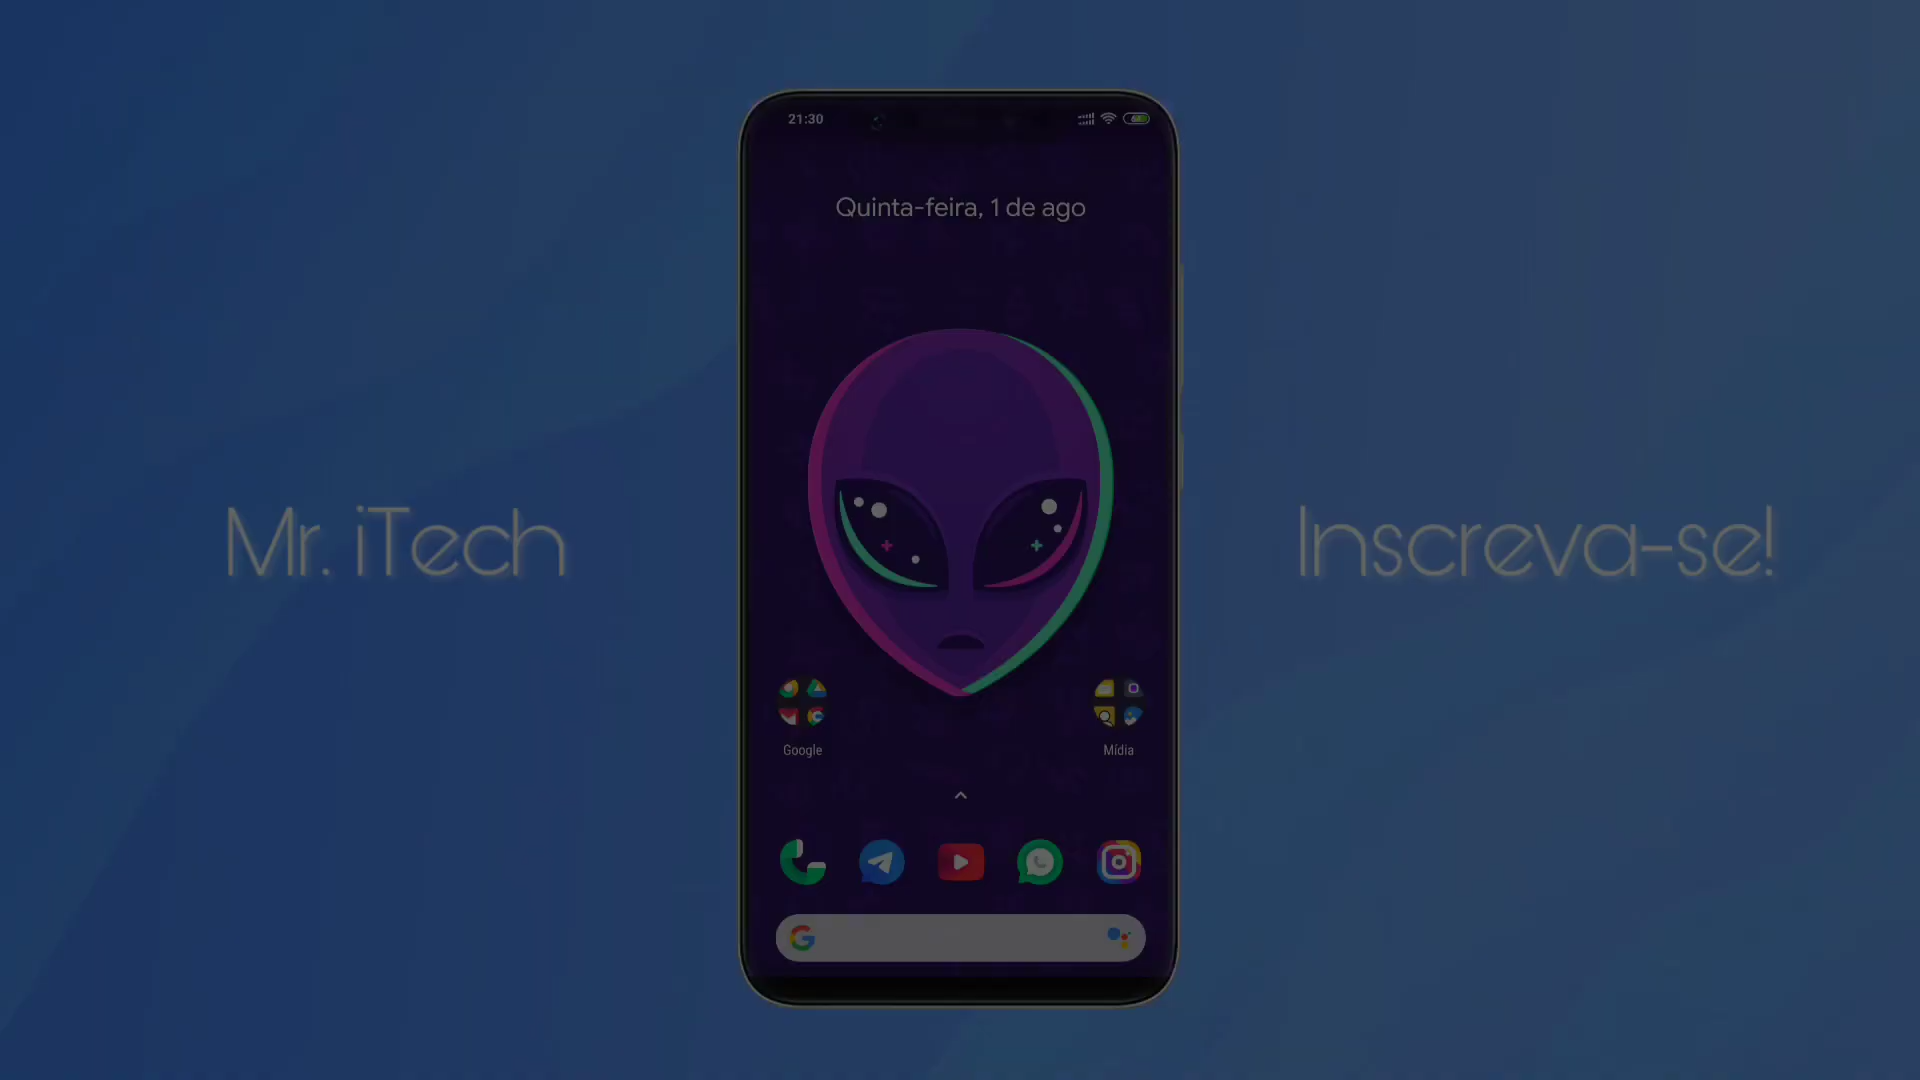 21:30
Quinta-feira, 1 de ago
Mr. iTech
Inscreva-se!
Google
Mídia